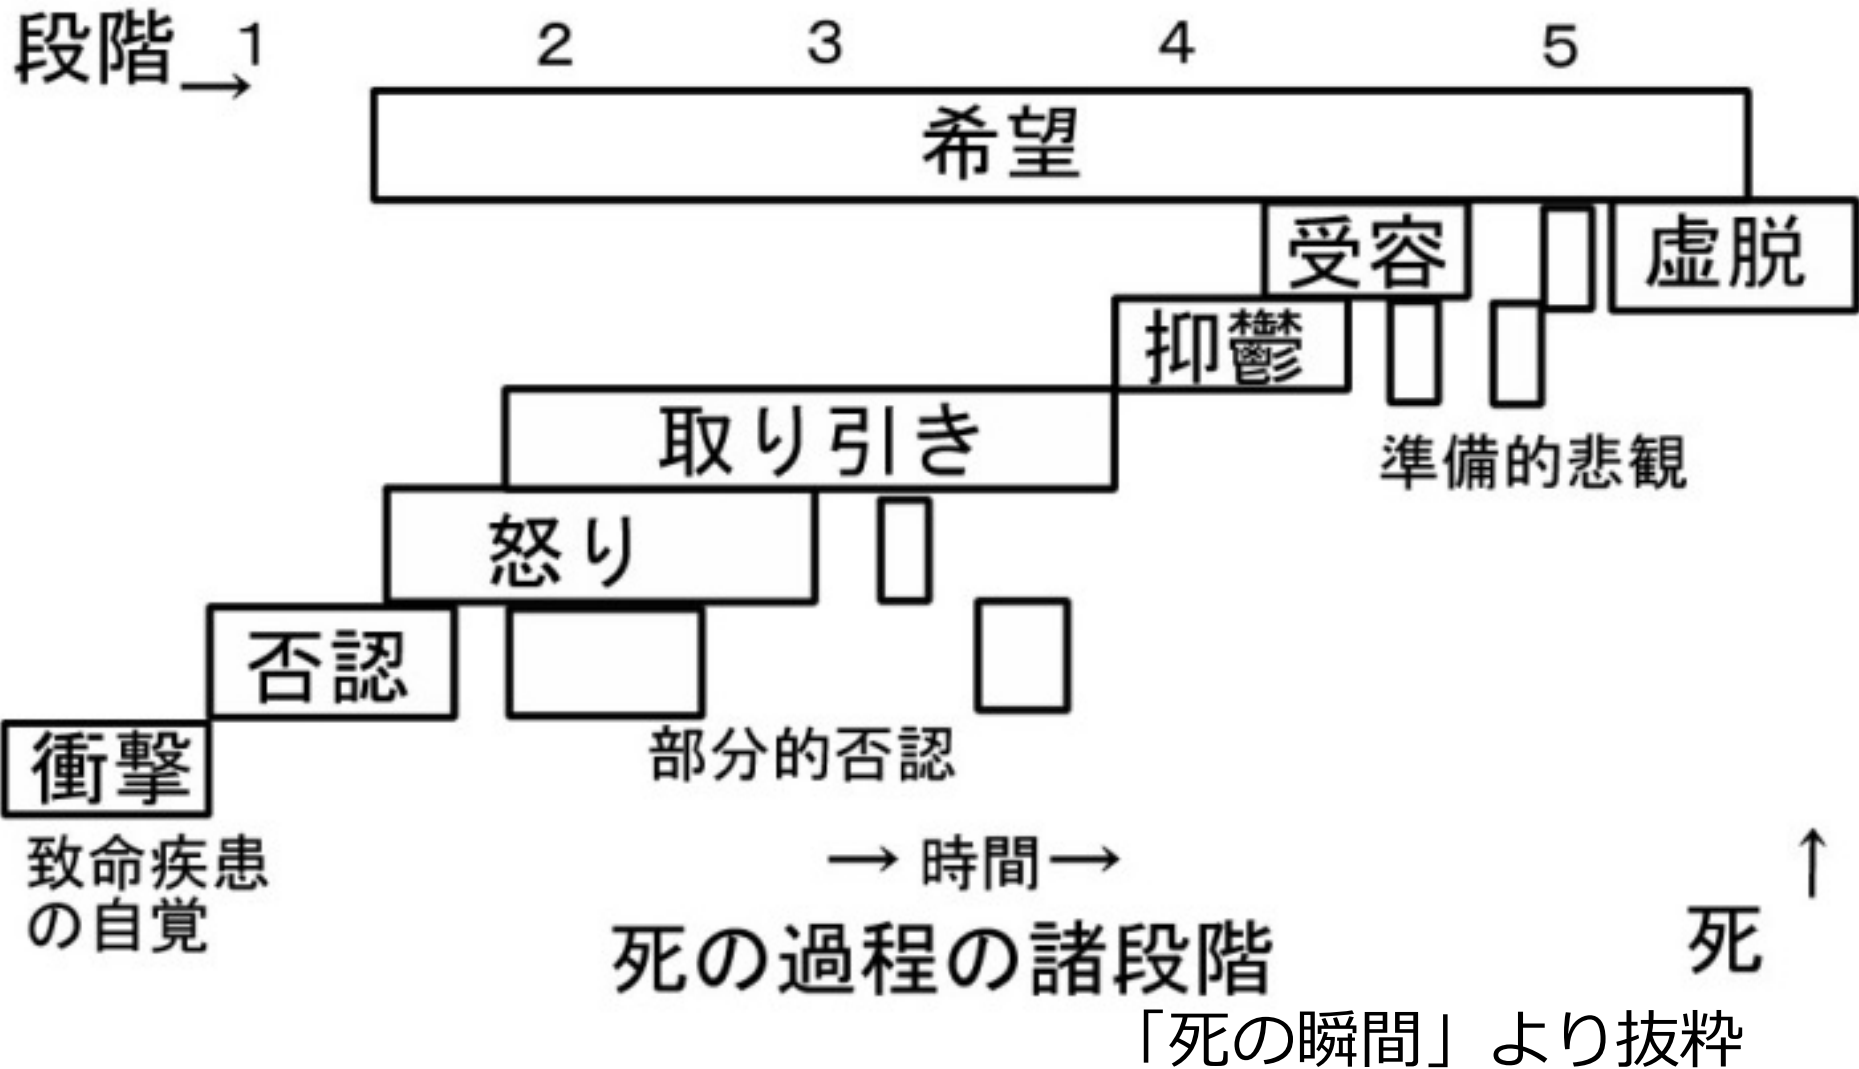 段階→ 1 2 3 4 5
希望
受容 虚脱
抑鬱
取り引き
準備的悲観
怒り
否認
部分的否認
衝撃
致命疾患
の自覚
→時間→
↑
死
死の過程の諸段階
「死の瞬間」より抜粋